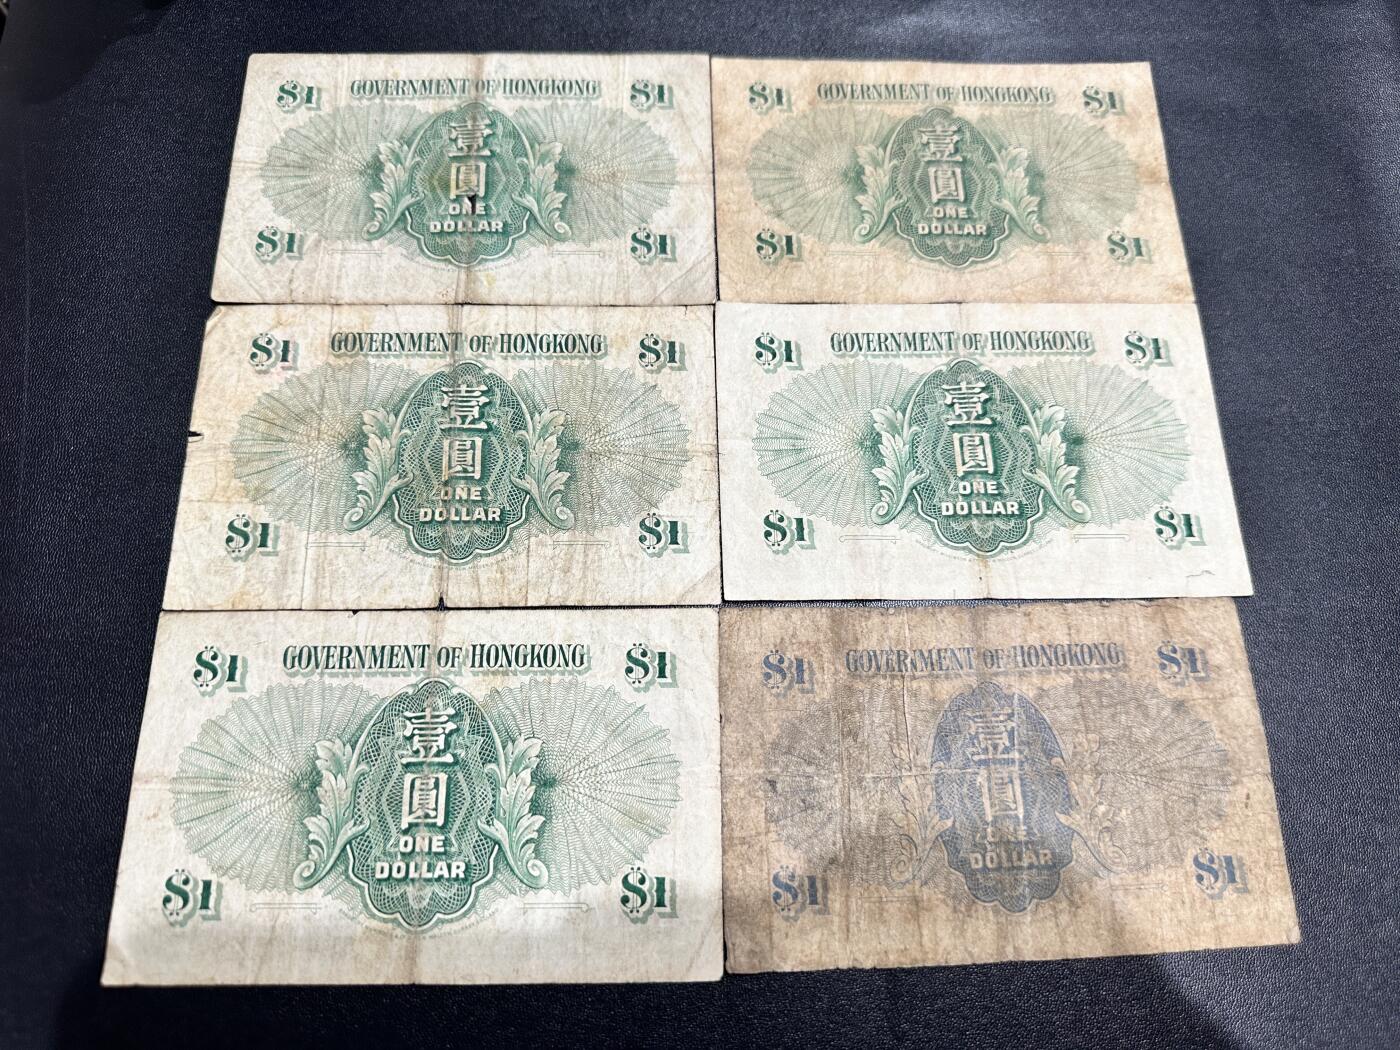 GOVERNMENT OF HONGKONG
$1 $1
壹
圓
ONE
DOLLAR
$1 $1
GOVERNMENT OF HONGKONG
$1 $1
壹
圓
ONE
DOLLAR
$1 $1
GOVERNMENT OF HONGKONG
$1 $1
壹
圓
ONE
DOLLAR
$1 $1
GOVERNMENT OF HONGKONG
$1 $1
壹
圓
ONE
DOLLAR
$1 $1
GOVERNMENT OF HONGKONG
$1 $1
壹
圓
ONE
DOLLAR
$1 $1
GOVERNMENT OF HONGKONG
$1 $1
壹
圓
ONE
DOLLAR
$1 $1